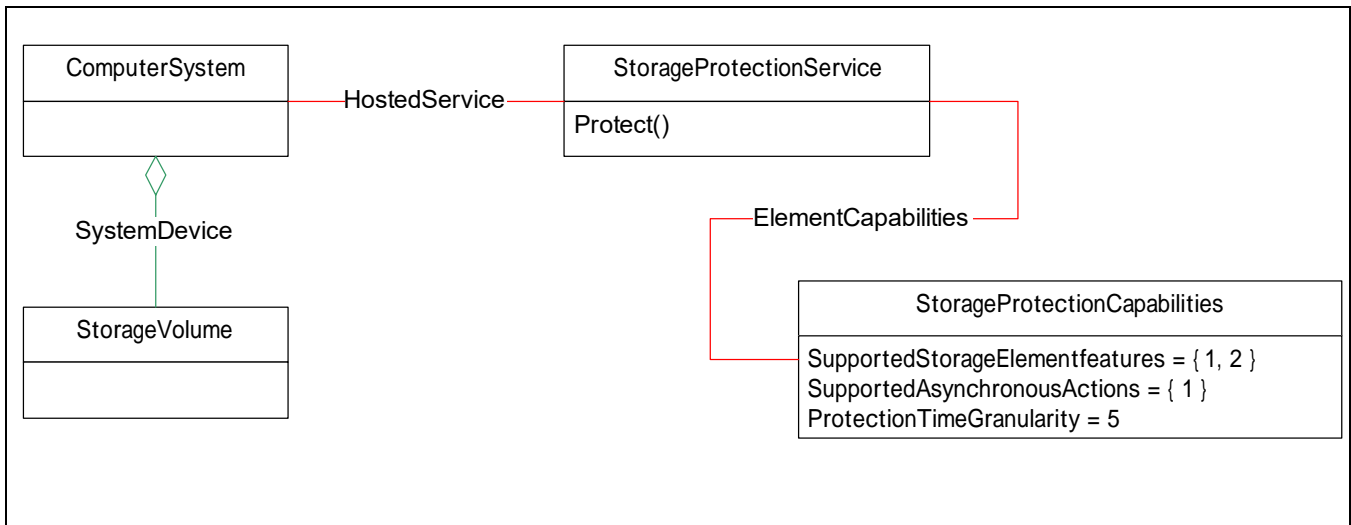 ComputerSystem
StorageProtectionService
HostedService
Protect()
ElementCapabilities
SystemDevice
StorageProtectionCapabilities
StorageVolume
SupportedStorageElementfeatures = { 1, 2 }
SupportedAsynchronousActions = { 1 }
ProtectionTimeGranularity = 5